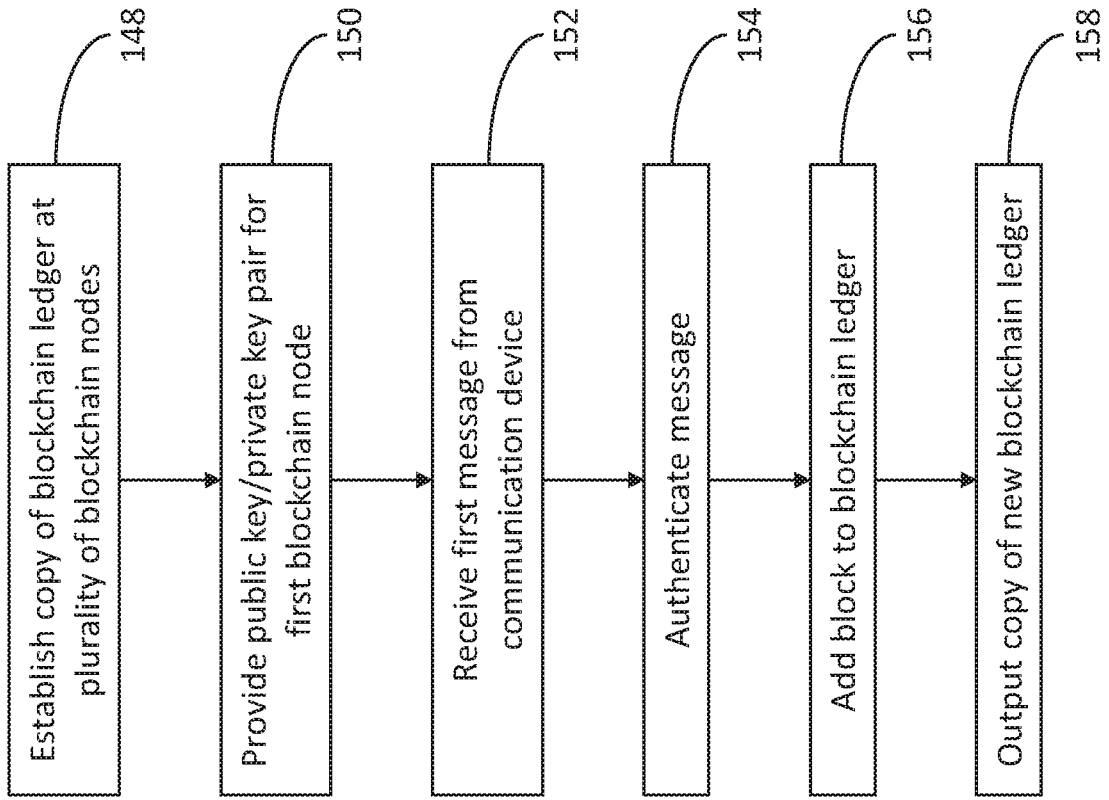 Establish copy of blockchain ledger at
plurality of blockchain nodes
148
Provide public key/private key pair for
first blockchain node
150
Receive first message from
communication device
152
Authenticate message
154
Add block to blockchain ledger
156
Output copy of new blockchain ledger
158